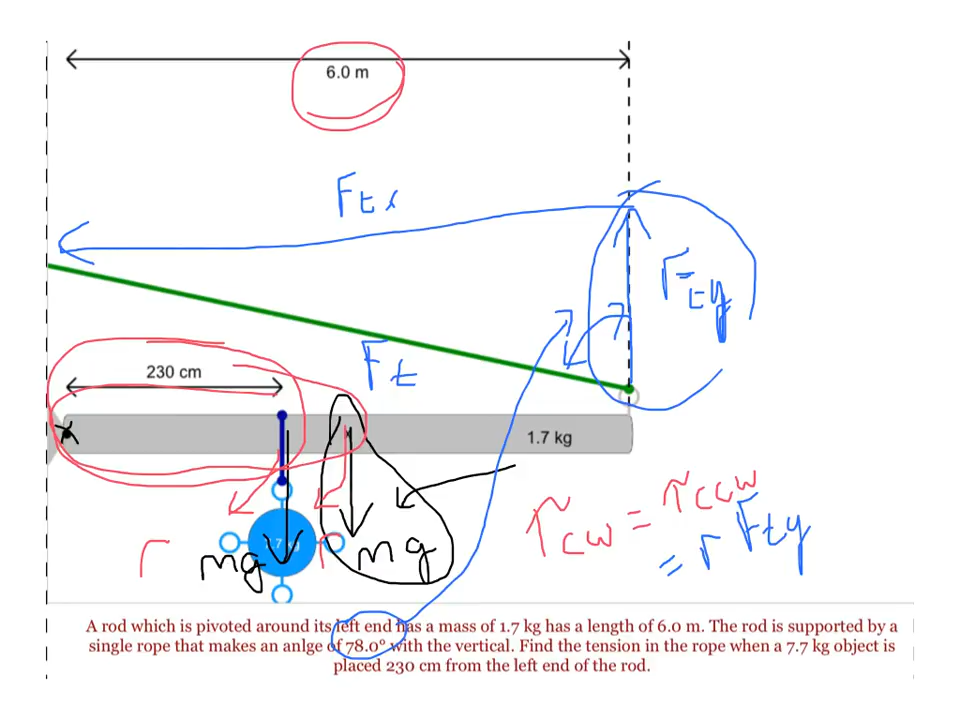 6.0 m
Ftx
Fty
230 cm
Ft
1.7 kg
τcw = τccw
= r Fty
r
mg
r
mg
A rod which is pivoted around its left end has a mass of 1.7 kg has a length of 6.0 m. The rod is supported by a
single rope that makes an anlge of 78.0° with the vertical. Find the tension in the rope when a 7.7 kg object is
placed 230 cm from the left end of the rod.